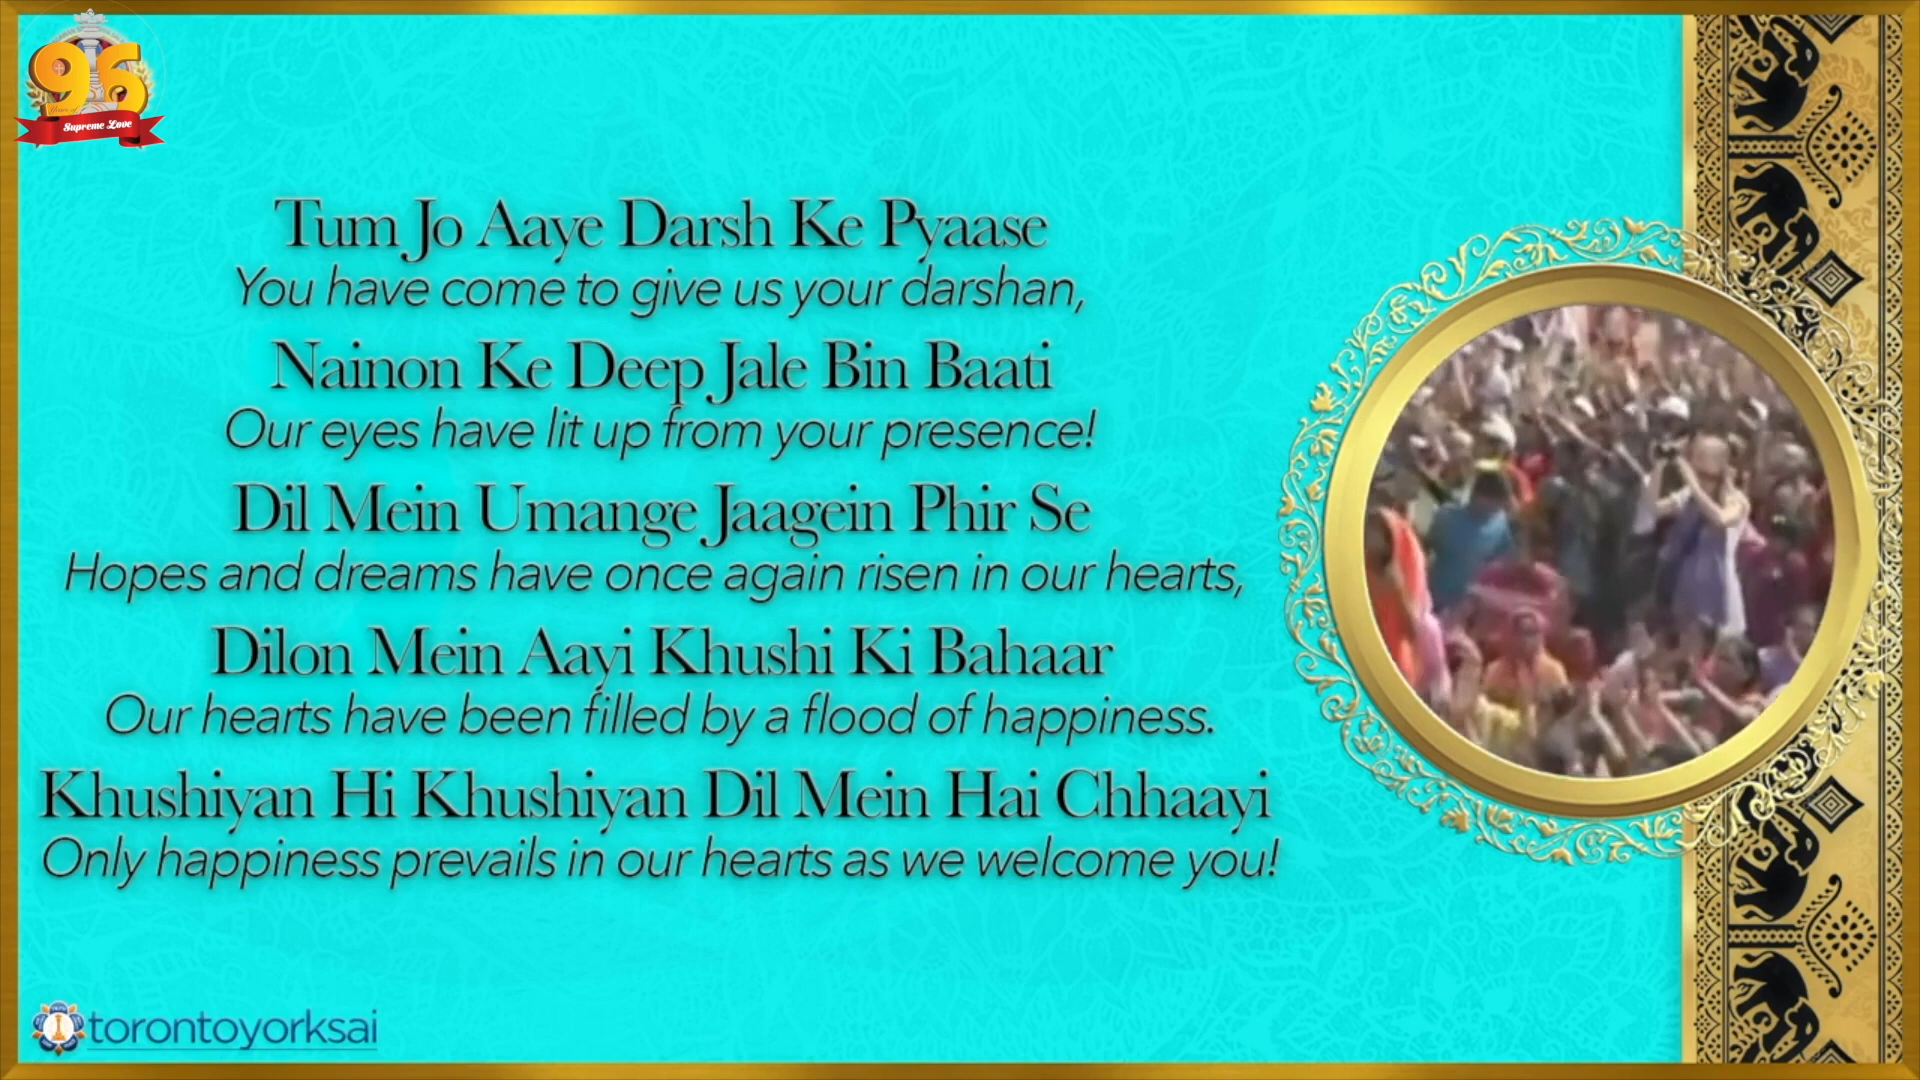 96
Years of
Supreme Love
Tum Jo Aaye Darsh Ke Pyaase
You have come to give us your darshan,
Nainon Ke Deep Jale Bin Baati
Our eyes have lit up from your presence!
Dil Mein Umange Jaagein Phir Se
Hopes and dreams have once again risen in our hearts,
Dilon Mein Aayi Khushi Ki Bahaar
Our hearts have been filled by a flood of happiness.
Khushiyan Hi Khushiyan Dil Mein Hai Chhaayi
Only happiness prevails in our hearts as we welcome you!
torontoyorksai